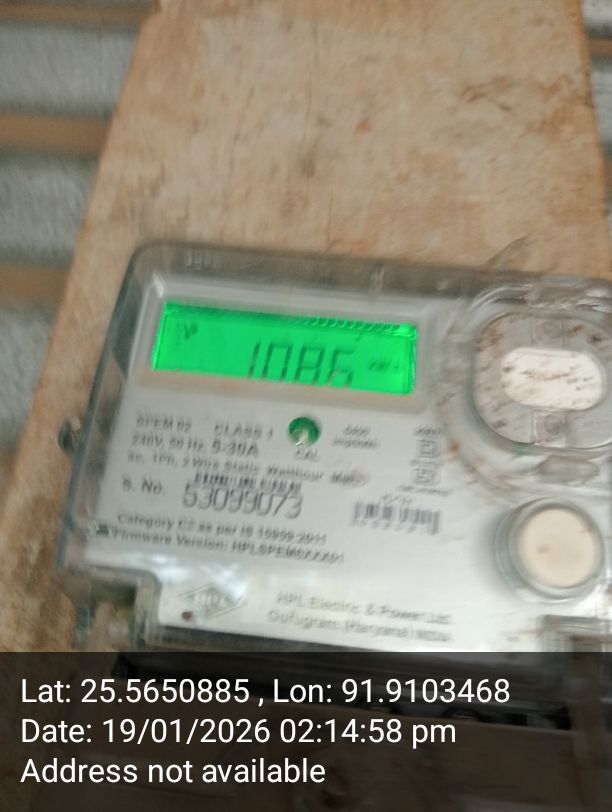 1086
SPEM 02 CLASS 1
240V, 50 Hz, 5-30A
CAL
S. No. 53099073
Category C2 as per IS 15959:2011
Firmware Version:
HPL Electric & Power Ltd.
Gurugram (Haryana) INDIA
Lat: 25.5650885 , Lon: 91.9103468
Date: 19/01/2026 02:14:58 pm
Address not available